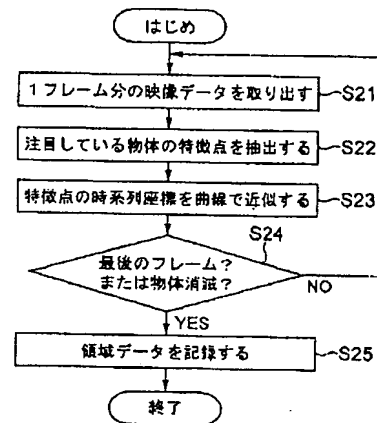 はじめ
1フレーム分の映像データを取り出す
S21
注目している物体の特徴点を抽出する
S22
特徴点の時系列座標を曲線で近似する
S23
S24
最後のフレーム?
または物体消滅?
NO
YES
領域データを記録する
S25
終了